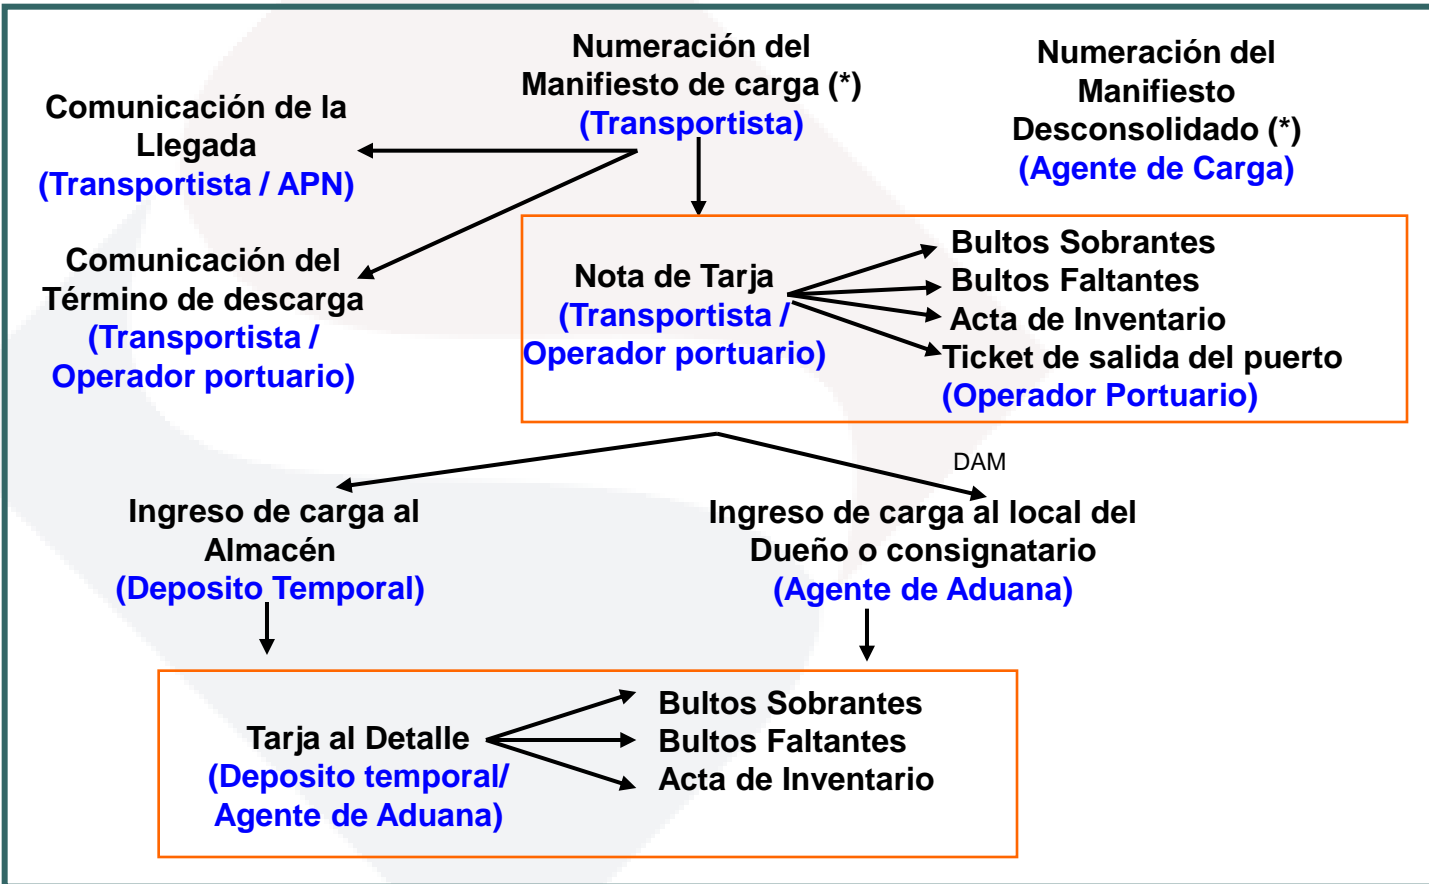 Numeración del
Manifiesto de carga (*)
(Transportista)
Numeración del
Manifiesto
Desconsolidado (*)
(Agente de Carga)
Comunicación de la
Llegada
(Transportista / APN)
Comunicación del
Término de descarga
(Transportista /
Operador portuario)
Nota de Tarja
(Transportista /
Operador portuario)
Bultos Sobrantes
Bultos Faltantes
Acta de Inventario
Ticket de salida del puerto
(Operador Portuario)
DAM
Ingreso de carga al
Almacén
(Deposito Temporal)
Ingreso de carga al local del
Dueño o consignatario
(Agente de Aduana)
Tarja al Detalle
(Deposito temporal/
Agente de Aduana)
Bultos Sobrantes
Bultos Faltantes
Acta de Inventario